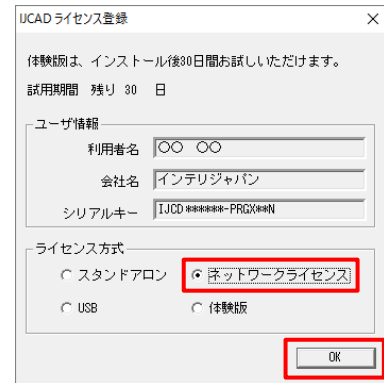 IJCAD ライセンス登録
体験版は、インストール後30日間お試しいただけます。
試用期間 残り 30 日
ユーザ情報
利用者名 〇〇 〇〇
会社名 インテリジャパン
シリアルキー IJCD******-PRGX**N
ライセンス方式
スタンドアロン ネットワークライセンス
USB 体験版
OK